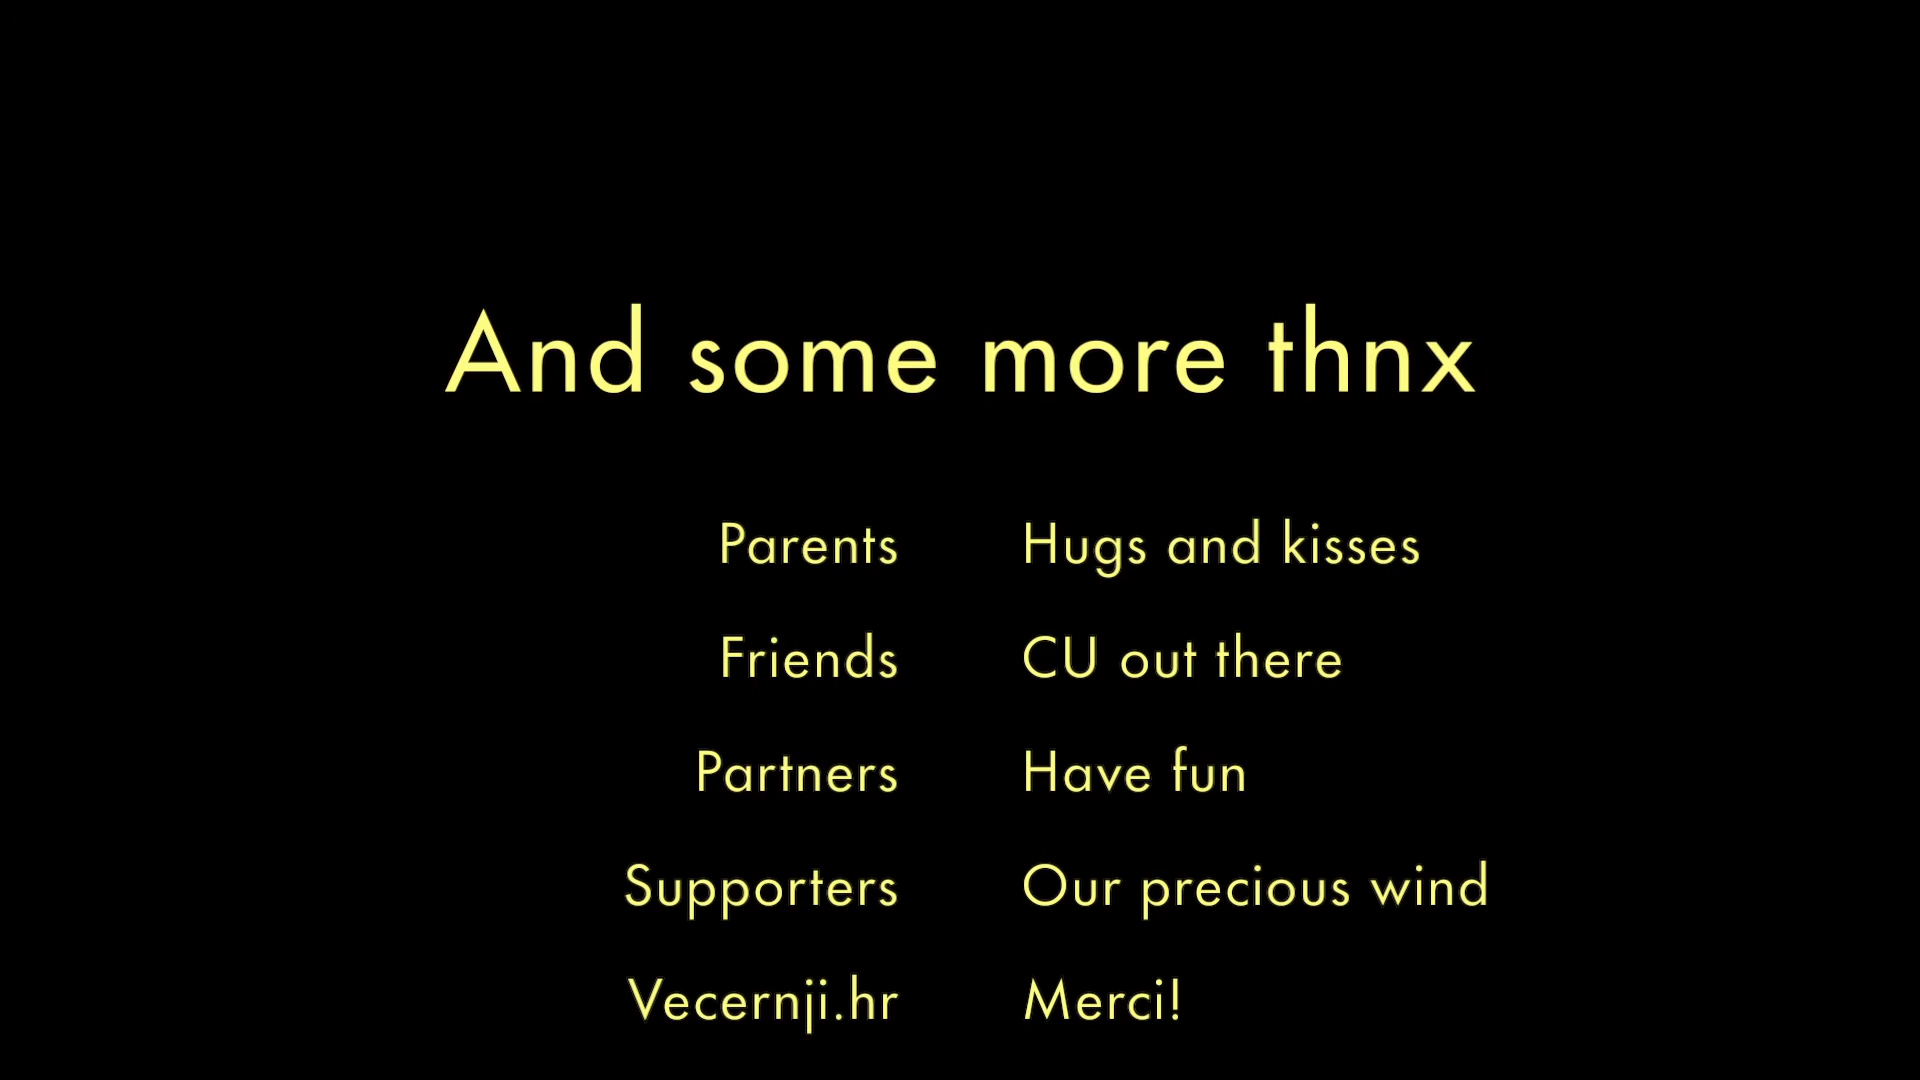 And some more thnx
Parents Hugs and kisses
Friends CU out there
Partners Have fun
Supporters Our precious wind
Vecernji.hr Merci!